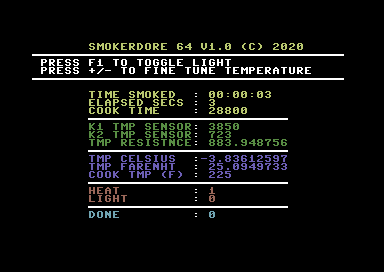 SMOKERDORE 64 V1.0 (C) 2020
PRESS F1 TO TOGGLE LIGHT
PRESS +/- TO FINE TUNE TEMPERATURE
TIME SMOKED : 00:00:03
ELAPSED SECS : 3
COOK TIME : 28800
K1 TMP SENSOR: 3850
K2 TMP SENSOR: 723
TMP RESISTNCE: 883.948756
TMP CELSIUS :-3.83612597
TMP FARENHT : 25.0949733
COOK TMP (F) : 225
HEAT : 1
LIGHT : 0
DONE : 0